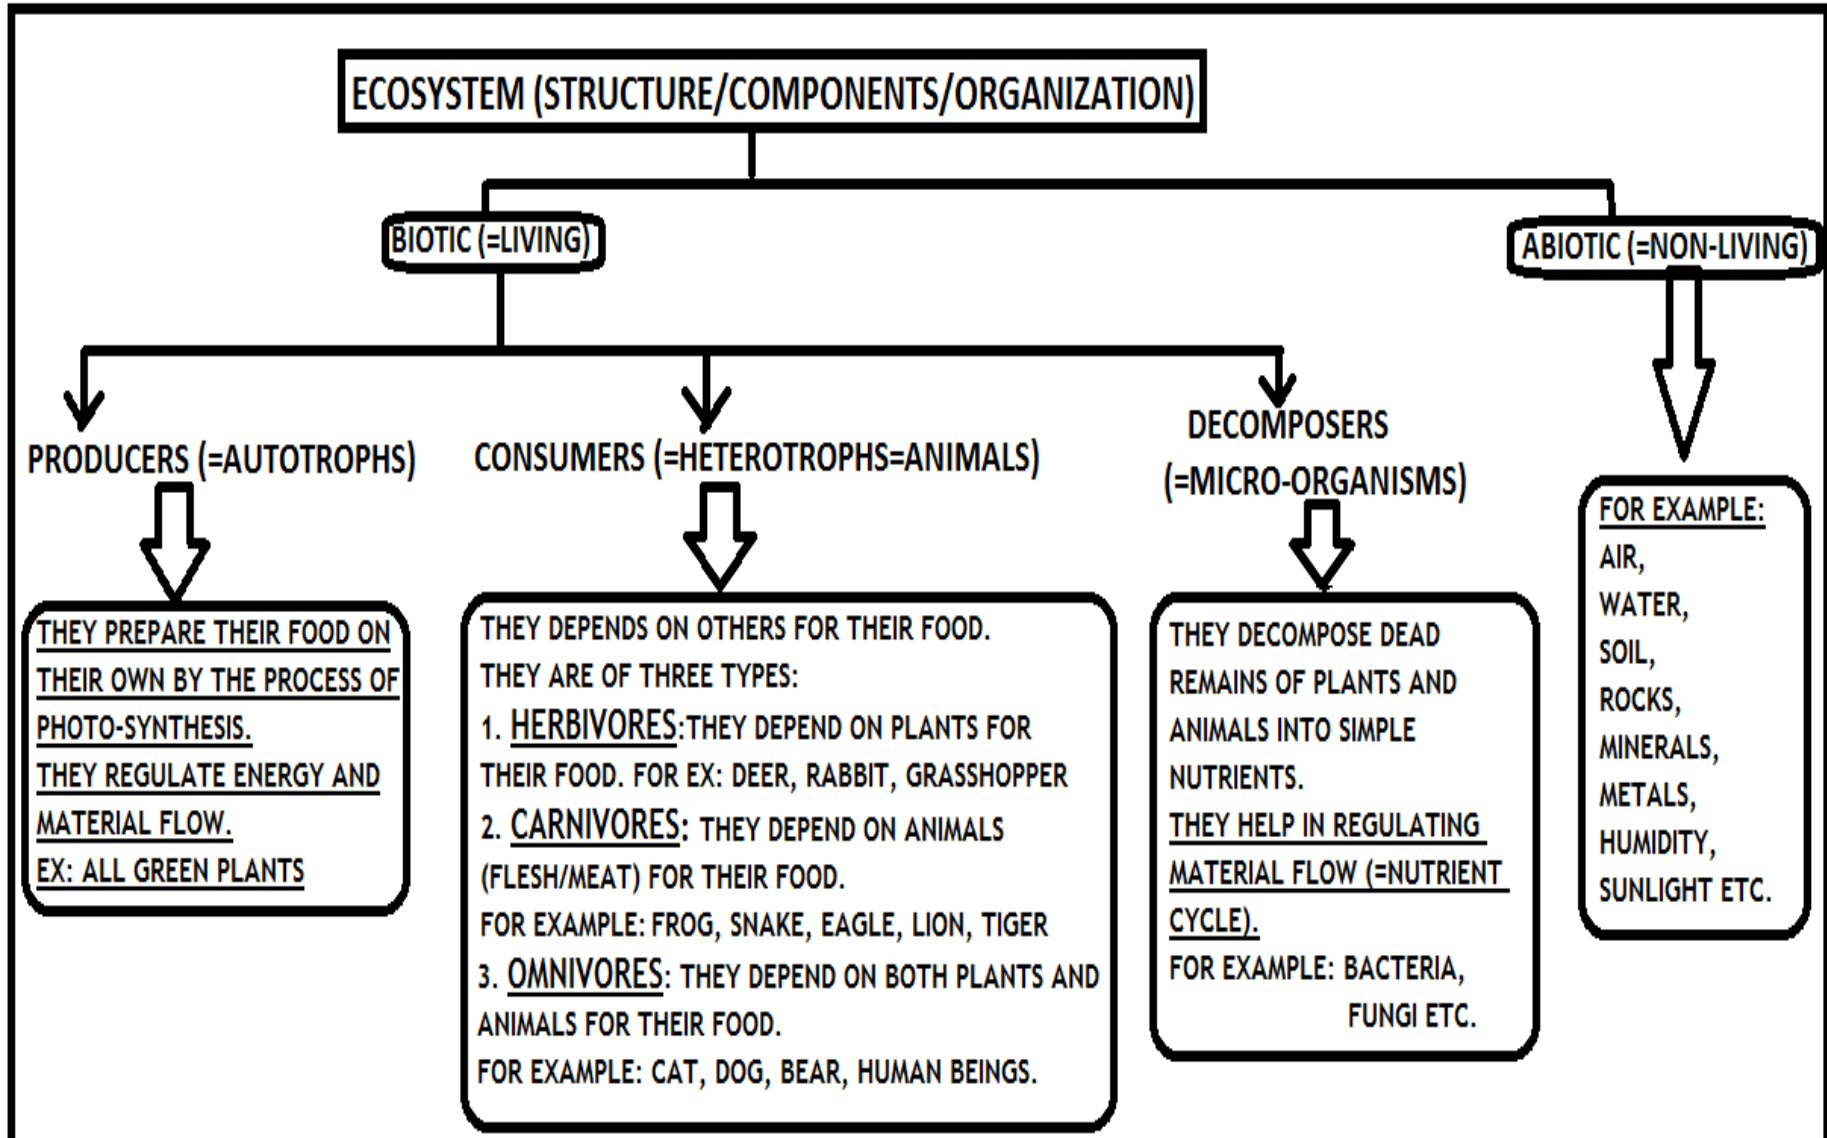 ECOSYSTEM (STRUCTURE/COMPONENTS/ORGANIZATION)
BIOTIC (=LIVING)
ABIOTIC (=NON-LIVING)
PRODUCERS (=AUTOTROPHS)
CONSUMERS (=HETEROTROPHS=ANIMALS)
DECOMPOSERS
(=MICRO-ORGANISMS)
THEY PREPARE THEIR FOOD ON
THEIR OWN BY THE PROCESS OF
PHOTO-SYNTHESIS.
THEY REGULATE ENERGY AND
MATERIAL FLOW.
EX: ALL GREEN PLANTS
THEY DEPENDS ON OTHERS FOR THEIR FOOD.
THEY ARE OF THREE TYPES:
1. HERBIVORES:THEY DEPEND ON PLANTS FOR
THEIR FOOD. FOR EX: DEER, RABBIT, GRASSHOPPER
2. CARNIVORES: THEY DEPEND ON ANIMALS
(FLESH/MEAT) FOR THEIR FOOD.
FOR EXAMPLE: FROG, SNAKE, EAGLE, LION, TIGER
3. OMNIVORES: THEY DEPEND ON BOTH PLANTS AND
ANIMALS FOR THEIR FOOD.
FOR EXAMPLE: CAT, DOG, BEAR, HUMAN BEINGS.
THEY DECOMPOSE DEAD
REMAINS OF PLANTS AND
ANIMALS INTO SIMPLE
NUTRIENTS.
THEY HELP IN REGULATING
MATERIAL FLOW (=NUTRIENT
CYCLE).
FOR EXAMPLE: BACTERIA,
FUNGI ETC.
FOR EXAMPLE:
AIR,
WATER,
SOIL,
ROCKS,
MINERALS,
METALS,
HUMIDITY,
SUNLIGHT ETC.